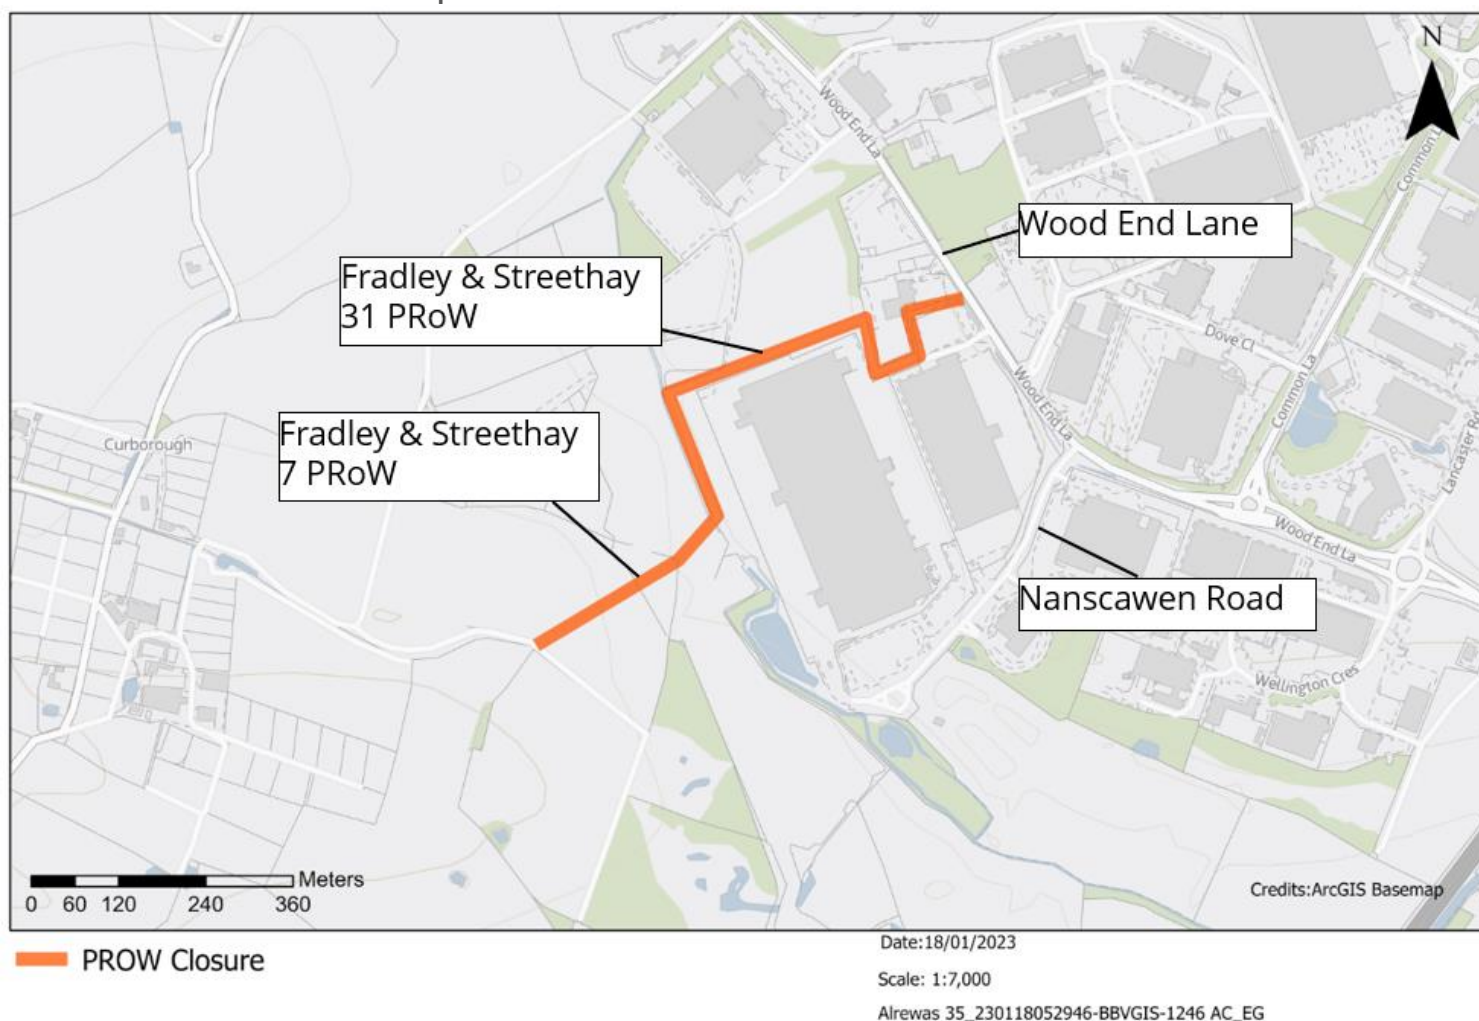 N
Wood End La
Common La
Wood End Lane
Fradley & Streethay
31 PRoW
Dove Cl
Wood End La
Common La
Fradley & Streethay
7 PRoW
Curborough
Lancaster Rd
Wood End La
Nanscawen Road
Wellington Cres
Meters
0 60 120 240 360
Credits:ArcGIS Basemap
PROW Closure
Date:18/01/2023
Scale: 1:7,000
Alrewas 35_230118052946-BBVGIS-1246 AC_EG